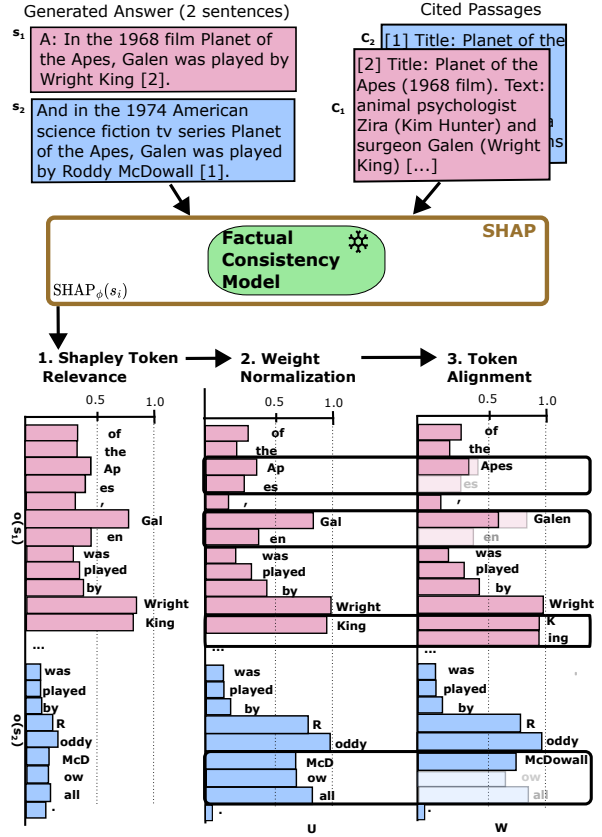 Generated Answer (2 sentences)
Cited Passages
s₁
A: In the 1968 film Planet of
the Apes, Galen was played by
Wright King [2].
s₂
And in the 1974 American
science fiction tv series Planet
of the Apes, Galen was played
by Roddy McDowall [1].
C₂
[1] Title: Planet of the
C₁
[2] Title: Planet of the
Apes (1968 film). Text:
animal psychologist
Zira (Kim Hunter) and
surgeon Galen (Wright
King) [...]
SHAP
Factual
Consistency
Model
SHAPϕ(sᵢ)
1. Shapley Token
Relevance
2. Weight
Normalization
3. Token
Alignment
0.5 1.0
0.5 1.0
0.5 1.0
o(s₁)
of
the
Ap
es
,
Gal
en
was
played
by
Wright
King
...
o(s₂)
was
played
by
R
oddy
McD
ow
all
.
of
the
Ap
es
,
Gal
en
was
played
by
Wright
King
...
was
played
by
R
oddy
McD
ow
all
.
U
of
the
Apes
es
,
Galen
en
was
played
by
Wright
K
ing
...
was
played
by
R
oddy
McDowall
ow
all
.
W